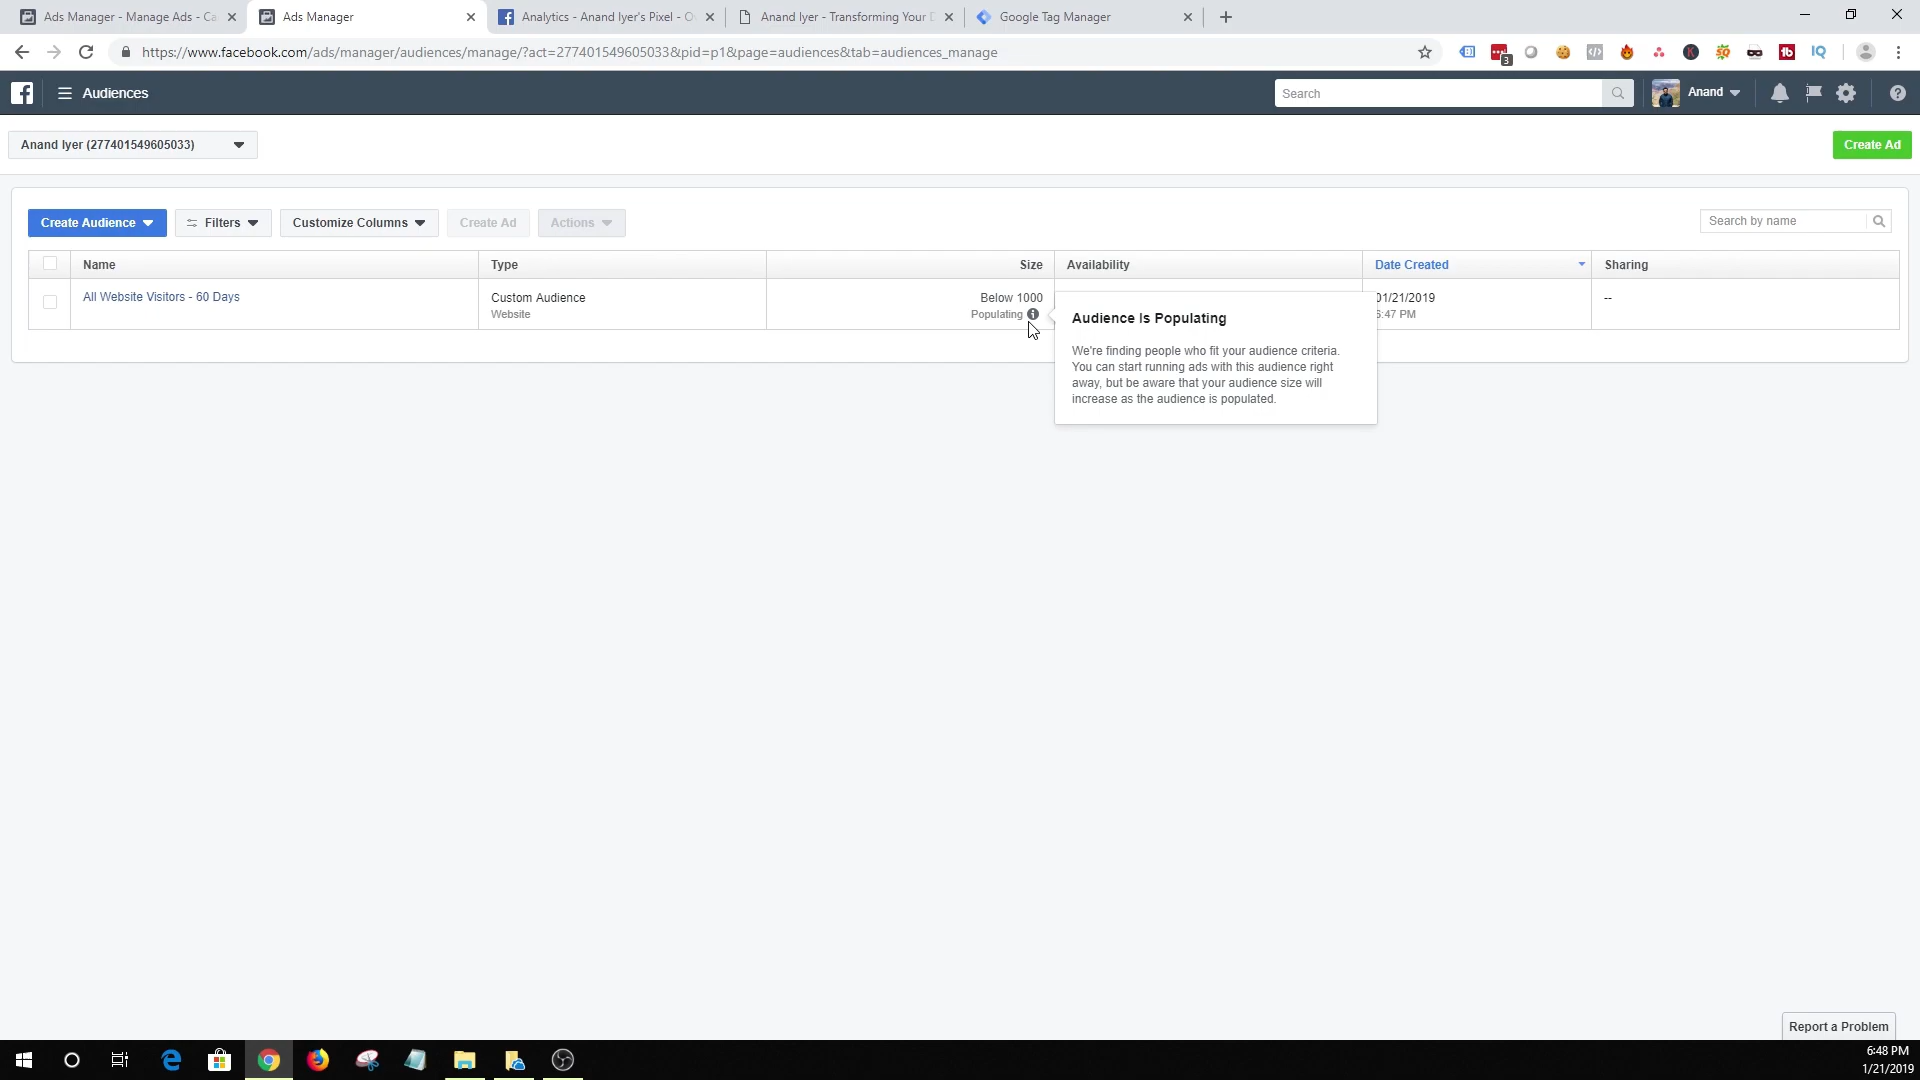 Ads Manager - Manage Ads - Ca
Ads Manager
Analytics - Anand Iyer's Pixel - O
Anand Iyer - Transforming Your D
Google Tag Manager
https://www.facebook.com/ads/manager/audiences/manage/?act=277401549605033&pid=p1&page=audiences&tab=audiences_manage
3
Audiences
Search
Anand
Anand Iyer (277401549605033)
Create Ad
Create Audience
Filters
Customize Columns
Create Ad
Actions
Search by name
Name
Type
Size
Availability
Date Created
Sharing
All Website Visitors - 60 Days
Custom Audience
Website
Below 1000
Populating
01/21/2019
6:47 PM
--
Audience Is Populating
We're finding people who fit your audience criteria.
You can start running ads with this audience right
away, but be aware that your audience size will
increase as the audience is populated.
Report a Problem
6:48 PM
1/21/2019